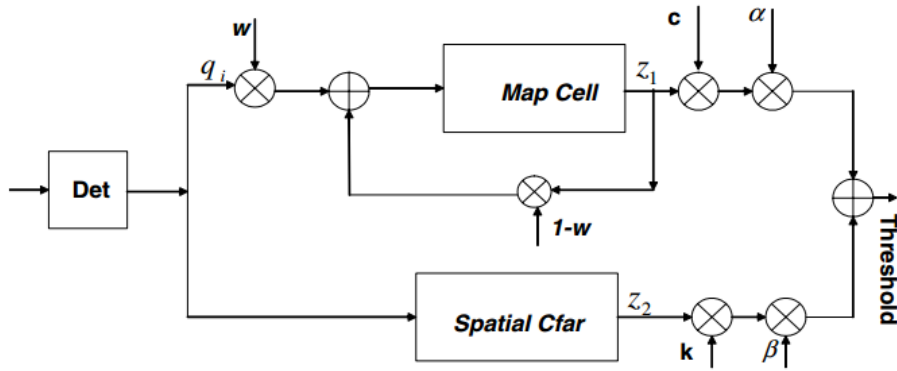 w
c
α
q i
Map Cell
z1
Det
1-w
Spatial Cfar
z2
k
β
Threshold